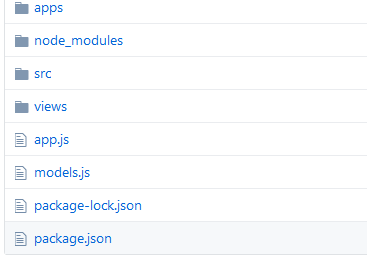 apps
node_modules
src
views
app.js
models.js
package-lock.json
package.json